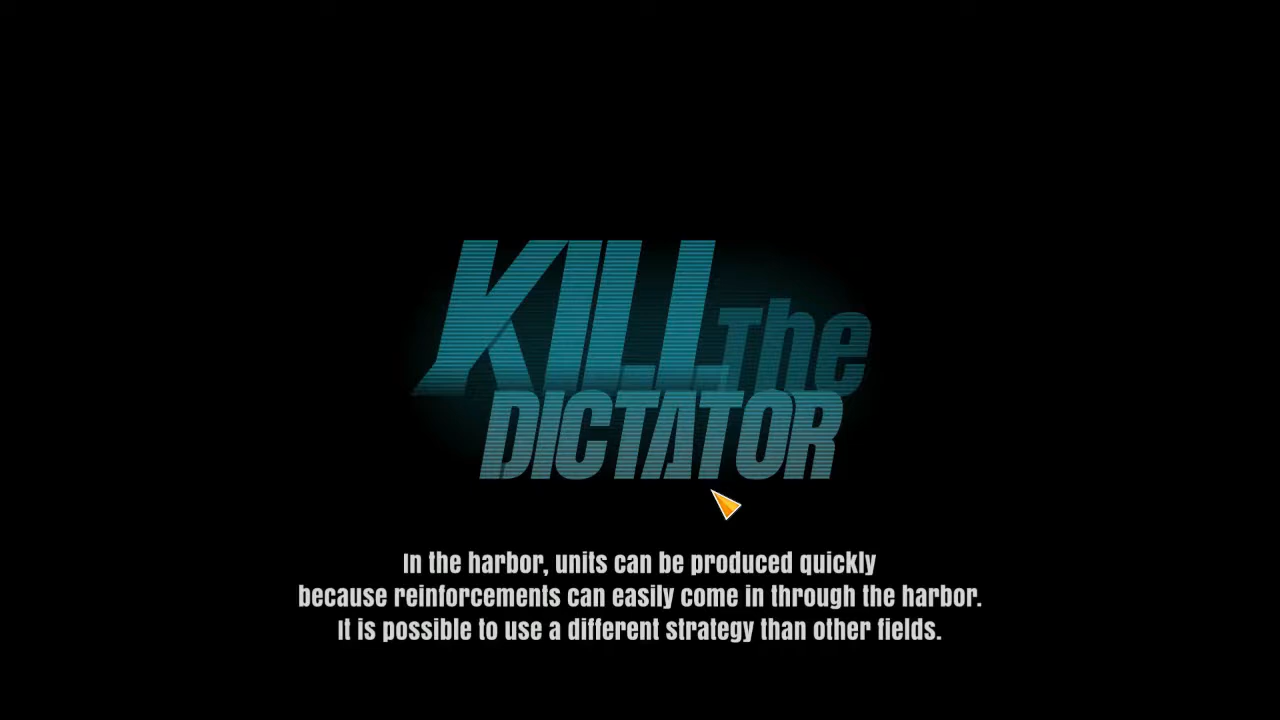 KILL The
DICTATOR
In the harbor, units can be produced quickly
because reinforcements can easily come in through the harbor.
It is possible to use a different strategy than other fields.